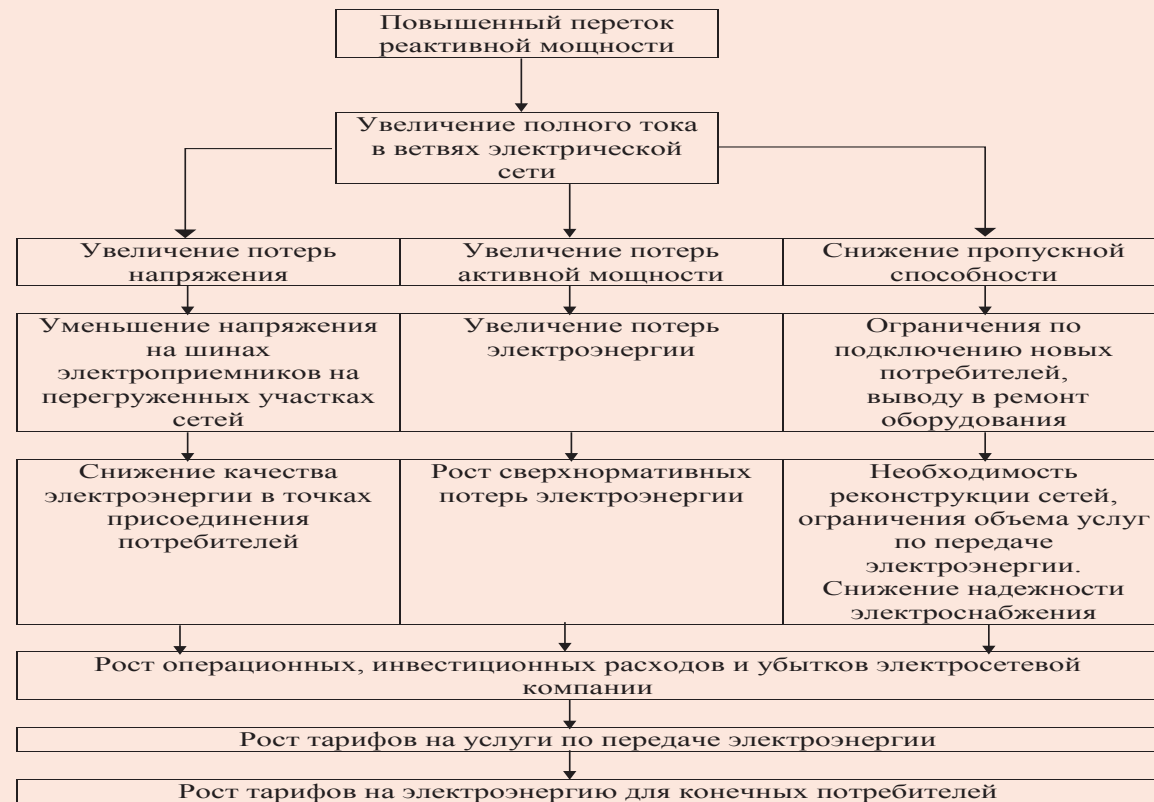 Повышенный переток
реактивной мощности
Увеличение полного тока
в ветвях электрической
сети
Увеличение потерь
напряжения
Увеличение потерь
активной мощности
Снижение пропускной
способности
Уменьшение напряжения
на шинах
электроприемников на
перегруженных участках
сетей
Увеличение потерь
электроэнергии
Ограничения по
подключению новых
потребителей,
выводу в ремонт
оборудования
Снижение качества
электроэнергии в точках
присоединения
потребителей
Рост сверхнормативных
потерь электроэнергии
Необходимость
реконструкции сетей,
ограничения объема услуг
по передаче
электроэнергии.
Снижение надежности
электроснабжения
Рост операционных, инвестиционных расходов и убытков электросетевой
компании
Рост тарифов на услуги по передаче электроэнергии
Рост тарифов на электроэнергию для конечных потребителей